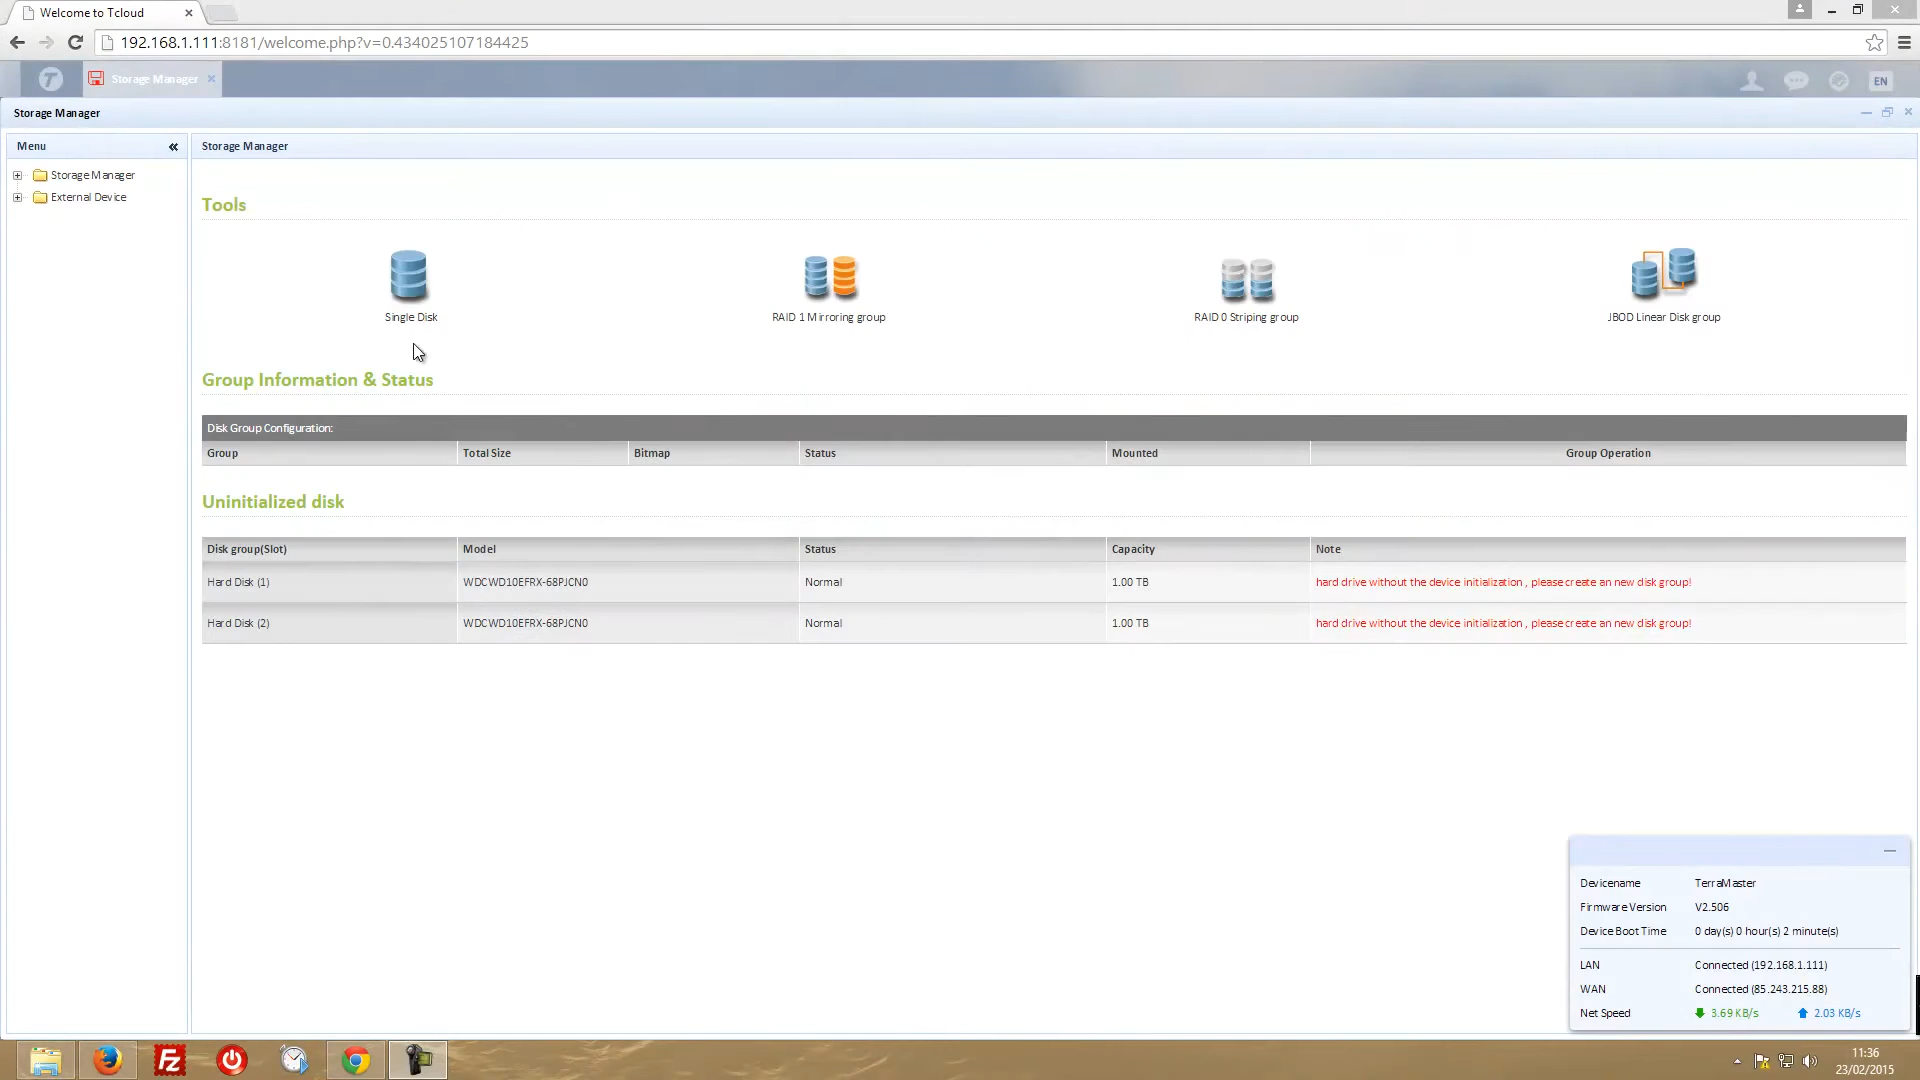 Welcome to Tcloud
192.168.1.111:8181/welcome.php?v=0.434025107184425
Storage Manager
EN
Storage Manager
Menu
Storage Manager
Storage Manager
External Device
Tools
Single Disk
RAID 1 Mirroring group
RAID 0 Striping group
JBOD Linear Disk group
Group Information & Status
Disk Group Configuration:
Group Total Size Bitmap Status Mounted Group Operation
Uninitialized disk
Disk group(Slot) Model Status Capacity Note
Hard Disk (1) WDCWD10EFRX-68PJCN0 Normal 1.00 TB hard drive without the device initialization , please create an new disk group!
Hard Disk (2) WDCWD10EFRX-68PJCN0 Normal 1.00 TB hard drive without the device initialization , please create an new disk group!
Devicename TerraMaster
Firmware Version V2.506
Device Boot Time 0 day(s) 0 hour(s) 2 minute(s)
LAN Connected (192.168.1.111)
WAN Connected (85.243.215.88)
Net Speed 3.69 KB/s 2.03 KB/s
Fz
11:36
23/02/2015